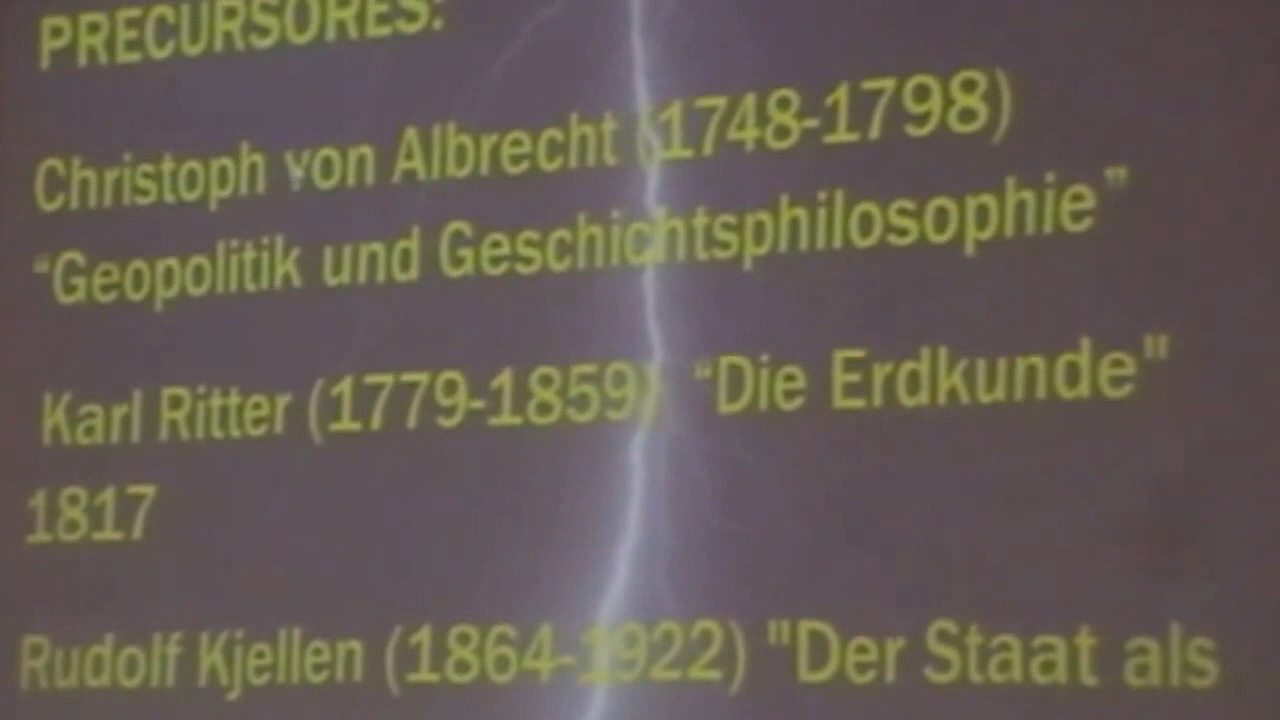 PRECURSORES:
Christoph von Albrecht (1748-1798)
“Geopolitik und Geschichtsphilosophie”
Karl Ritter (1779-1859) “Die Erdkunde"
1817
Rudolf Kjellen (1864-1922) "Der Staat als